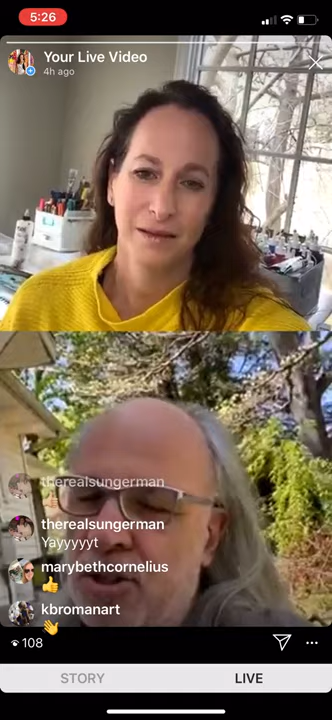 5:26
Your Live Video
4h ago
therealsungerman
therealsungerman
Yayyyyyt
marybethcornelius
👍
kbromanart
👋
108
STORY
LIVE